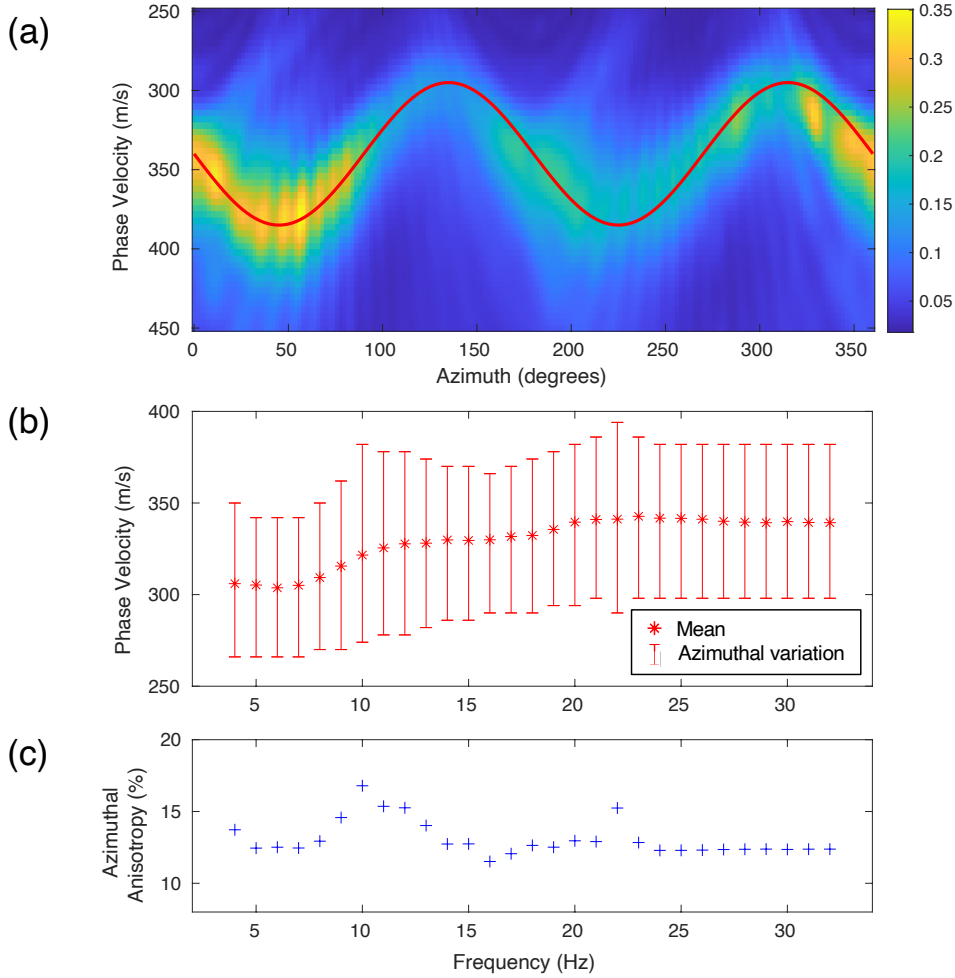 (a)
Phase Velocity (m/s)
250
300
350
400
450
0 50 100 150 200 250 300 350
Azimuth (degrees)
0.35
0.3
0.25
0.2
0.15
0.1
0.05
(b)
Phase Velocity (m/s)
400
350
300
250
5 10 15 20 25 30
Mean
Azimuthal variation
(c)
Azimuthal
Anisotropy (%)
20
15
10
5 10 15 20 25 30
Frequency (Hz)